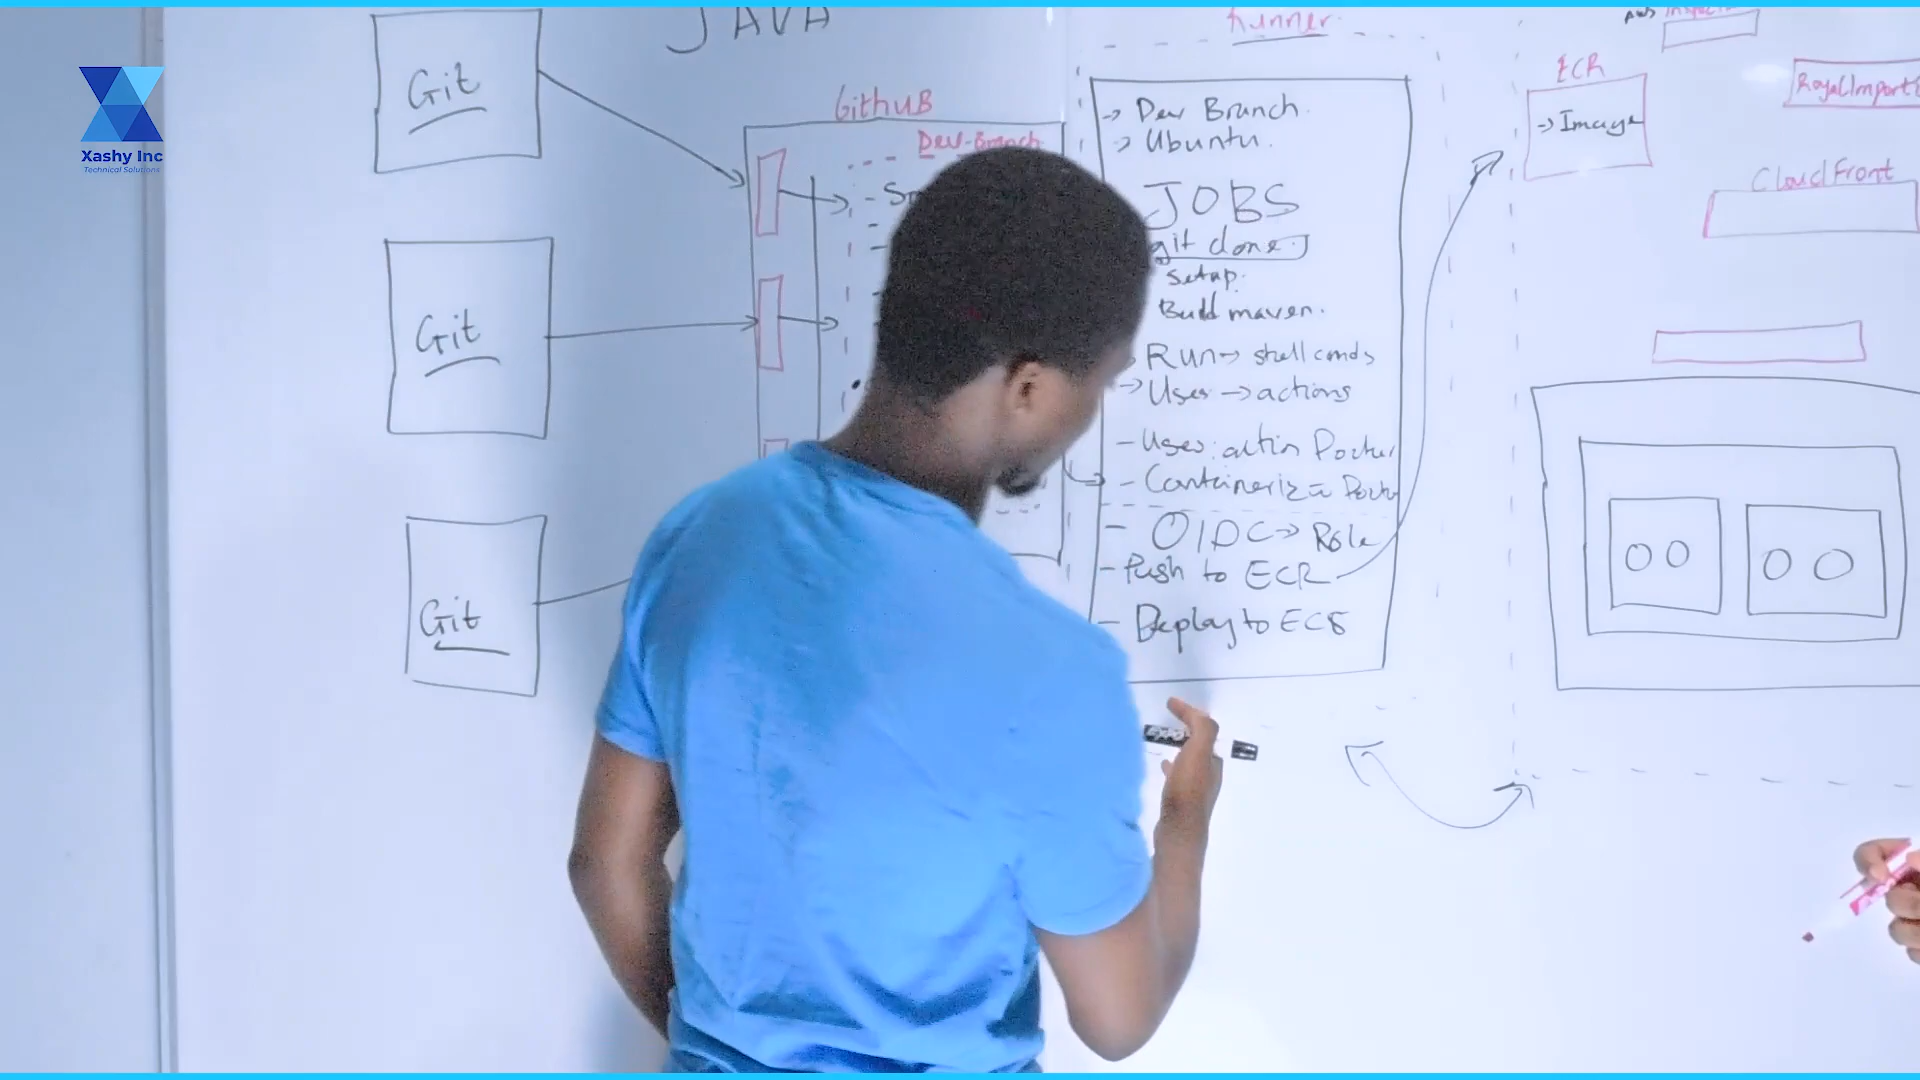 Xashy Inc
Technical Solutions
JAVA
Git
Git
Git
GithuB
Dev-Branch
Runner
-> Dev Branch
-> Ubuntu
JOBS
git clone
setup
Build maven
Run -> shell cmds
-> Uses -> actions
- Uses: action Docker
- Containeriz
- OIDC -> Role
- Push to ECR
- Deploy to ECS
ECR
-> Image
CloudFront